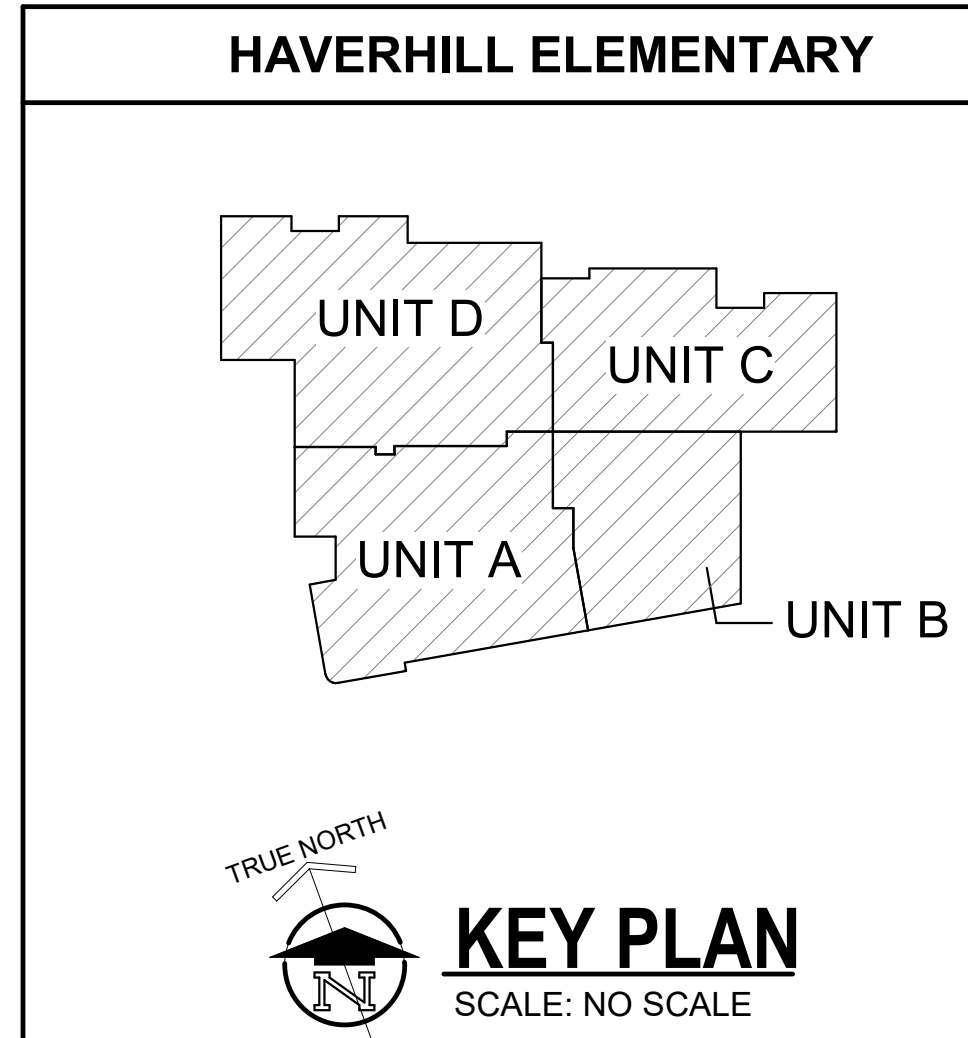 HAVERHILL ELEMENTARY
UNIT D
UNIT C
UNIT A
UNIT B
TRUE NORTH
N
KEY PLAN
SCALE: NO SCALE